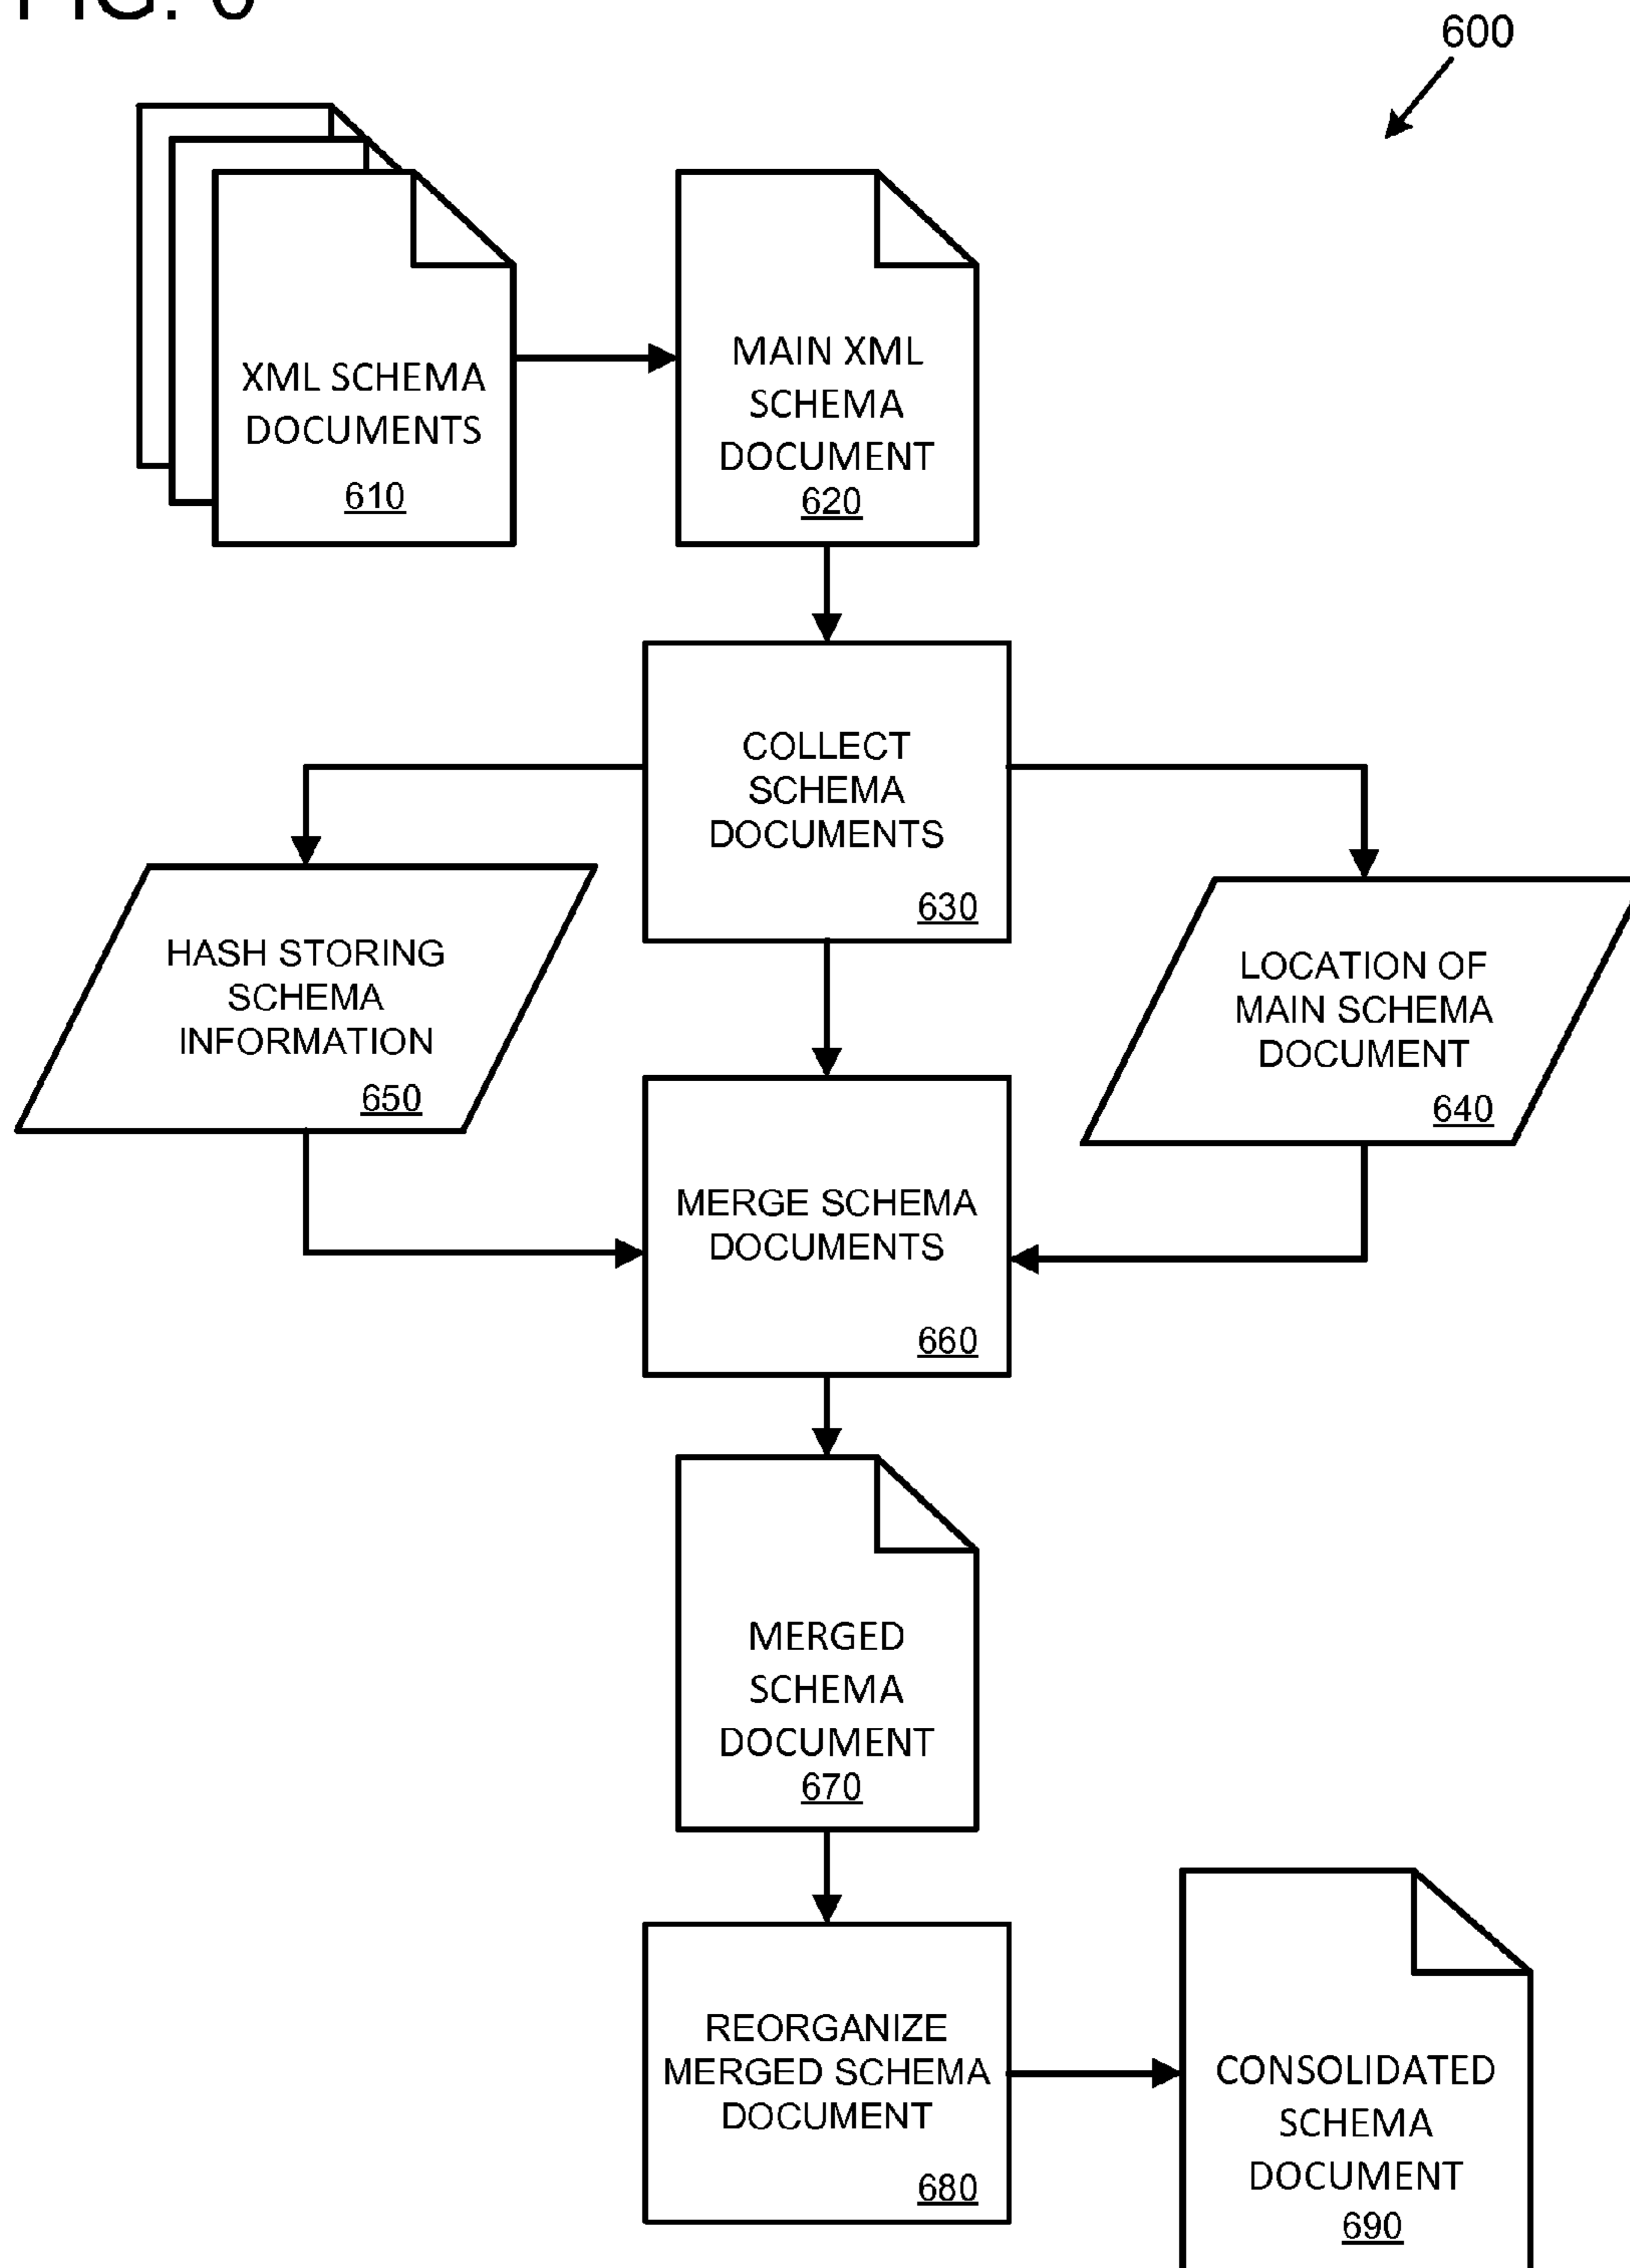 FIG. 6
600
XML SCHEMA
DOCUMENTS
610
MAIN XML
SCHEMA
DOCUMENT
620
COLLECT
SCHEMA
DOCUMENTS
630
HASH STORING
SCHEMA
INFORMATION
650
LOCATION OF
MAIN SCHEMA
DOCUMENT
640
MERGE SCHEMA
DOCUMENTS
660
MERGED
SCHEMA
DOCUMENT
670
REORGANIZE
MERGED SCHEMA
DOCUMENT
680
CONSOLIDATED
SCHEMA
DOCUMENT
690